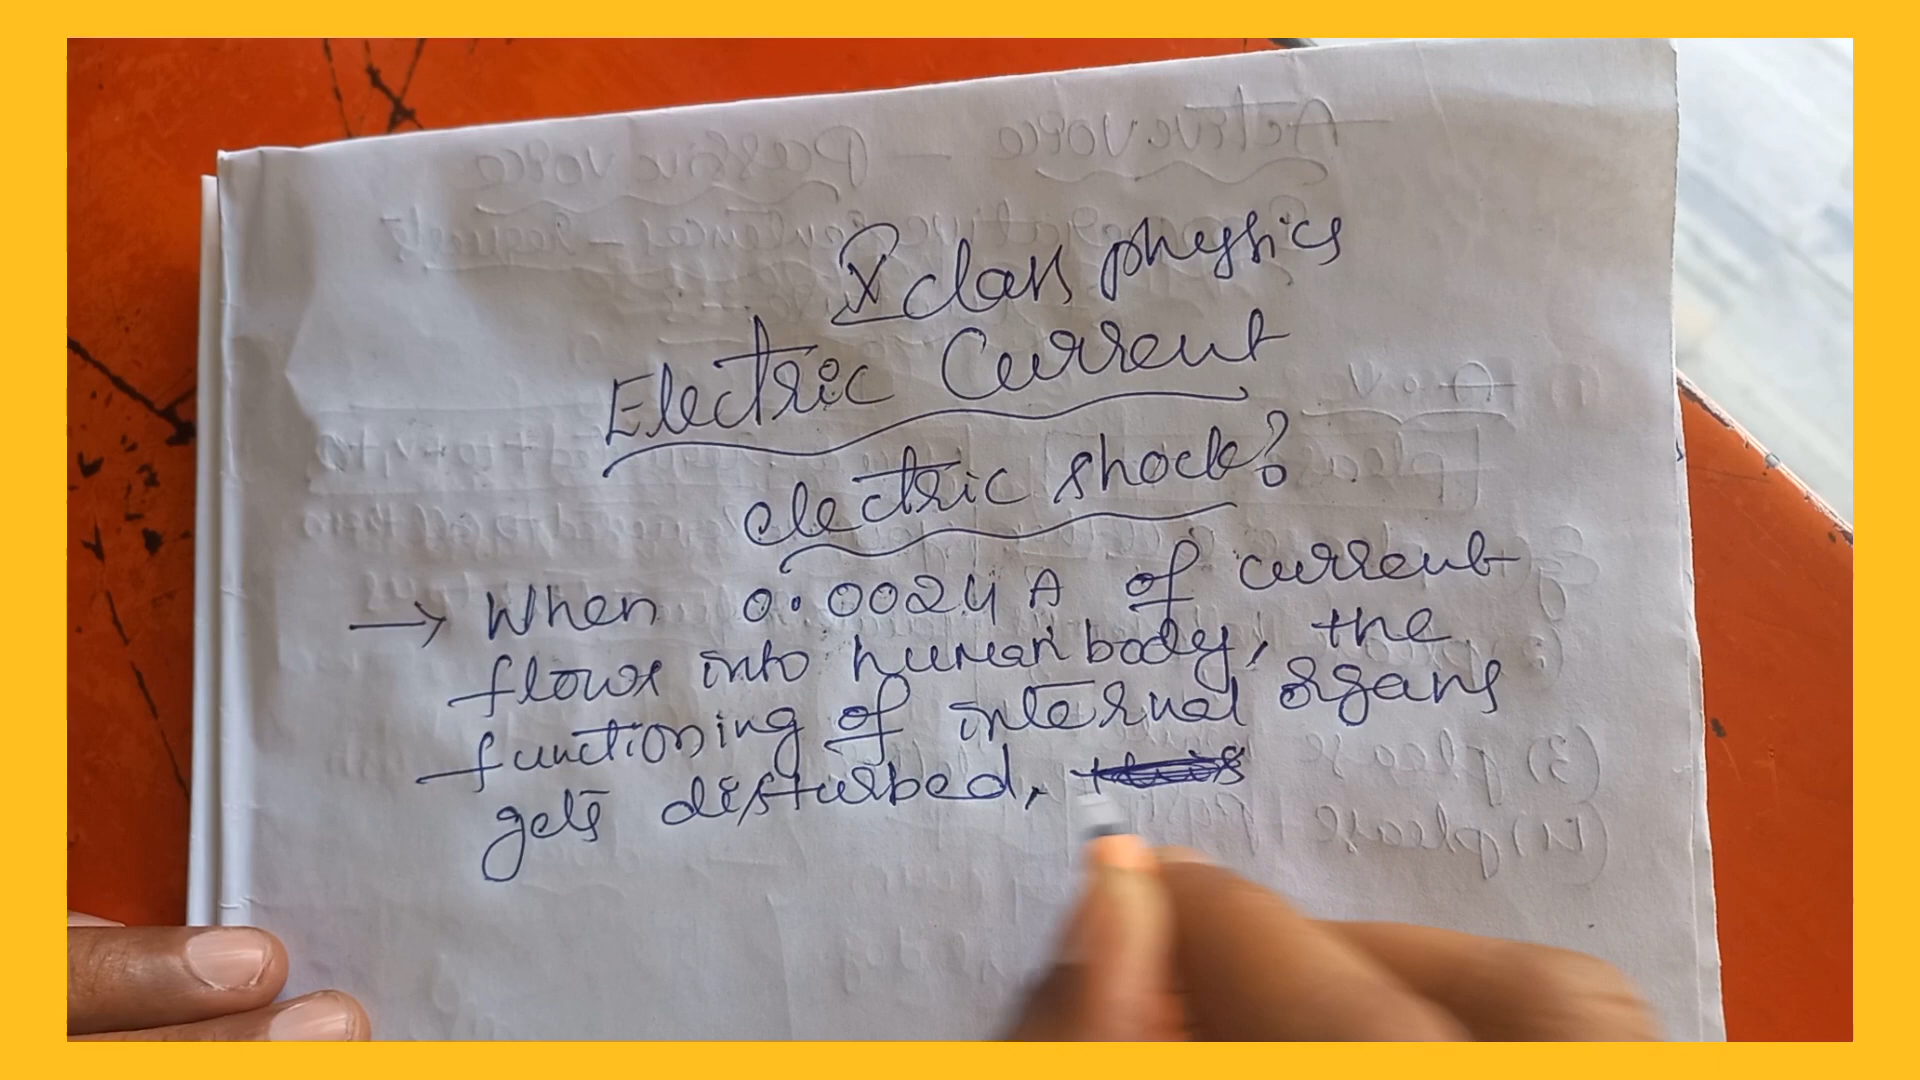 X class physics
Electric Current
electric shock?
→ When 0.0024 A of current
flows into human body, the
functioning of internal organs
gets disturbed.